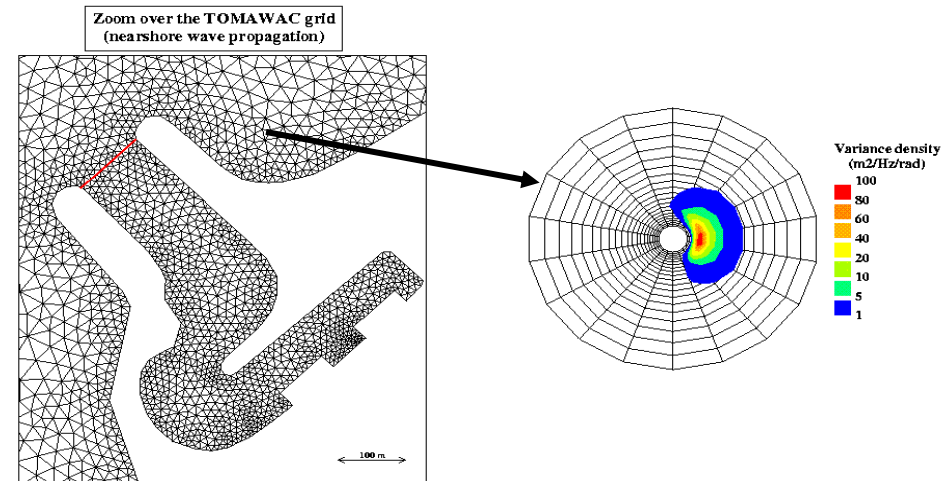 Zoom over the TOMAWAC grid
(nearshore wave propagation)
Variance density
(m2/Hz/rad)
100
80
60
40
20
10
5
1
100 m